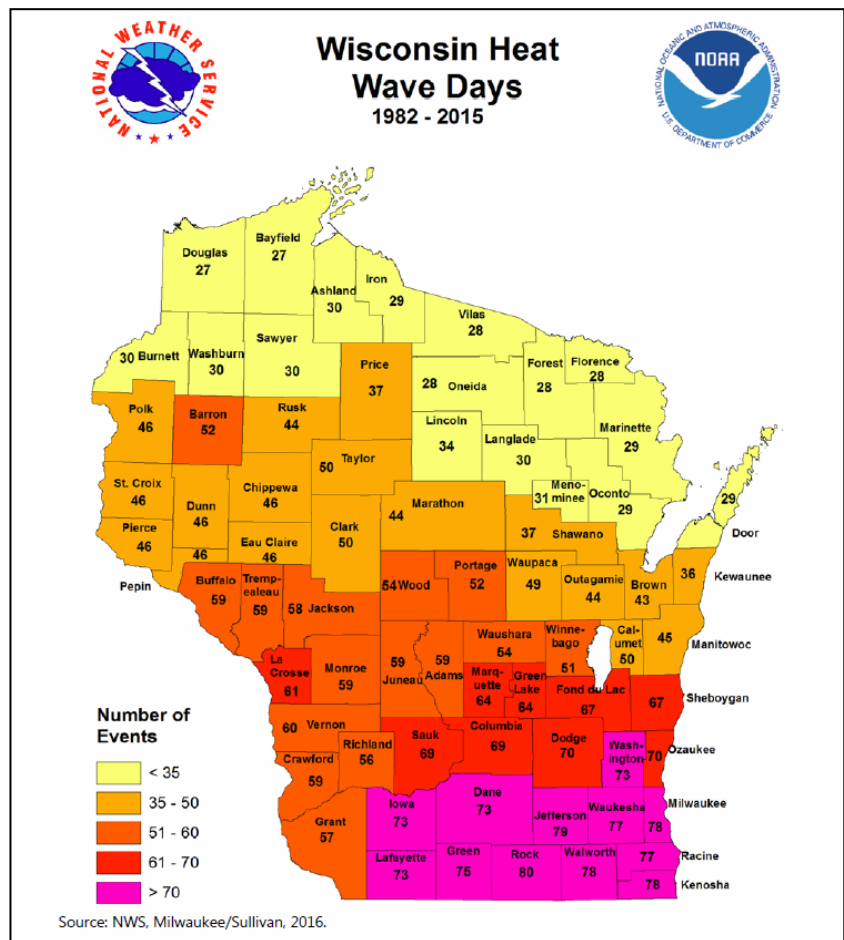 NATIONAL WEATHER SERVICE
Wisconsin Heat
Wave Days
1982 - 2015
NATIONAL OCEANIC AND ATMOSPHERIC ADMINISTRATION
NOAA
U.S. DEPARTMENT OF COMMERCE
Douglas
27
Bayfield
27
Ashland
30
Iron
29
Vilas
28
30 Burnett
Washburn
30
Sawyer
30
Price
37
28 Oneida
Forest
28
Florence
28
Polk
46
Barron
52
Rusk
44
Lincoln
34
Langlade
30
Marinette
29
50 Taylor
St. Croix
46
Dunn
46
Chippewa
46
Marathon
44
Meno-
31 minee
Oconto
29
29
Door
Pierce
46
46
Pepin
Eau Claire
46
Clark
50
37
Shawano
Buffalo
59
Tremp-
ealeau
59
58 Jackson
54 Wood
Portage
52
Waupaca
49
Outagamie
44
Brown
43
36
Kewaunee
La
Crosse
61
Monroe
59
59
Juneau
59
Adams
Waushara
54
Winne-
bago
51
Cal-
umet
50
45
Manitowoc
Marq-
uette
64
Green
Lake
64
Fond du Lac
67
67
Sheboygan
60 Vernon
Crawford
59
Richland
56
Sauk
69
Columbia
69
Dodge
70
Wash-
ington
73
70
Ozaukee
Grant
57
Iowa
73
Dane
73
Jefferson
79
Waukesha
77
78
Milwaukee
Lafayette
73
Green
75
Rock
80
Walworth
78
77
Racine
78
Kenosha
Number of
Events
< 35
35 - 50
51 - 60
61 - 70
> 70
Source: NWS, Milwaukee/Sullivan, 2016.